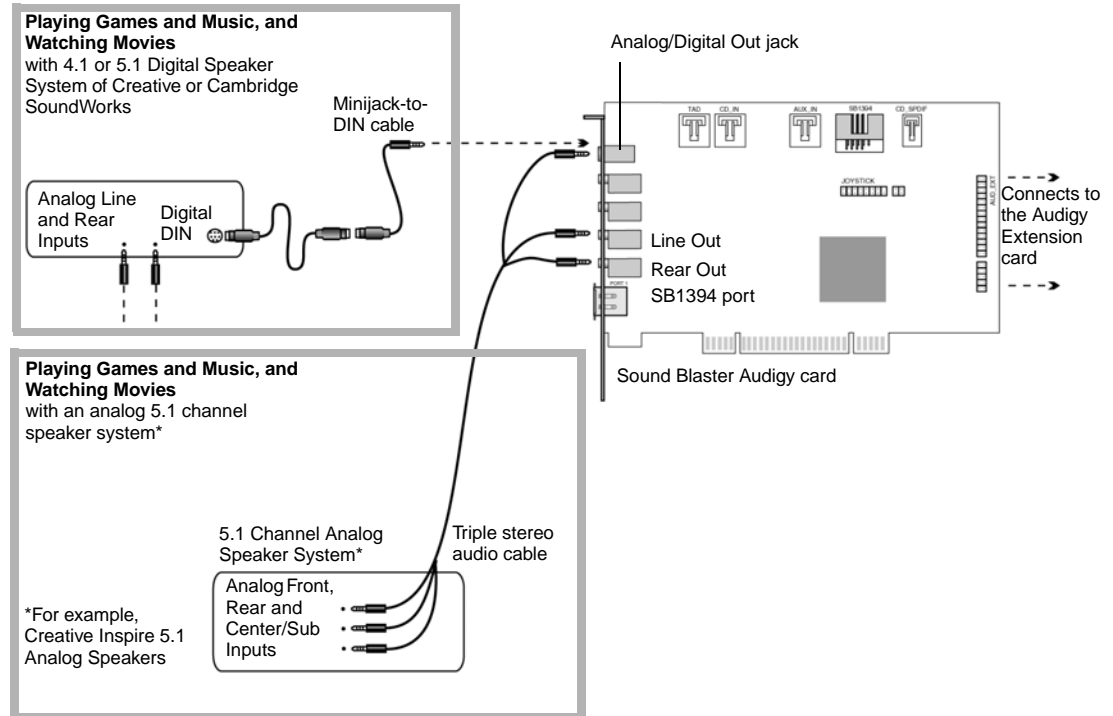 Playing Games and Music, and
Watching Movies
with 4.1 or 5.1 Digital Speaker
System of Creative or Cambridge
SoundWorks
Minijack-to-
DIN cable
Analog Line
and Rear
Inputs
Digital
DIN
Analog/Digital Out jack
TAD
CD_IN
AUX_IN
SB1394
CD_SPDIF
JOYSTICK
AUD_EXT
Connects to
the Audigy
Extension
card
Line Out
Rear Out
PORT 1
SB1394 port
Sound Blaster Audigy card
Playing Games and Music, and
Watching Movies
with an analog 5.1 channel
speaker system*
5.1 Channel Analog
Speaker System*
Triple stereo
audio cable
Analog Front,
Rear and
Center/Sub
Inputs
*For example,
Creative Inspire 5.1
Analog Speakers